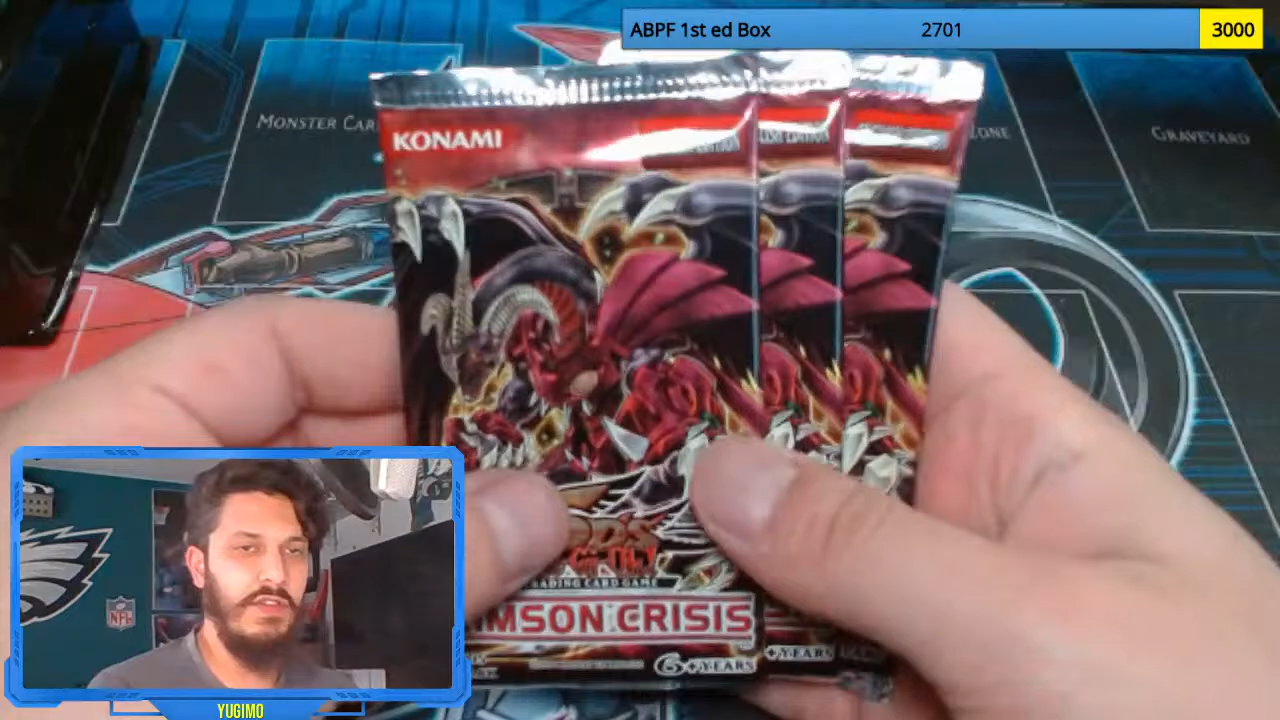 ABPF 1st ed Box 2701 3000
MONSTER CAR
ZONE
GRAVEYARD
KONAMI
TRADING CARD GAME
MSON CRISIS
6+YEARS
+YEARS
NFL
YUGIMO